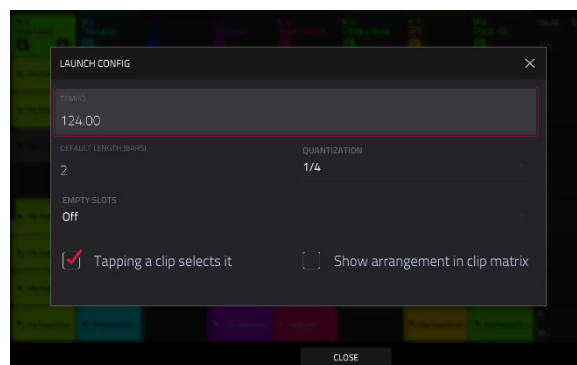 LAUNCH CONFIG
TEMPO
124.00
DEFAULT LENGTH (BARS)
QUANTIZATION
2
1/4
EMPTY SLOTS
Off
Tapping a clip selects it
Show arrangement in clip matrix
CLOSE